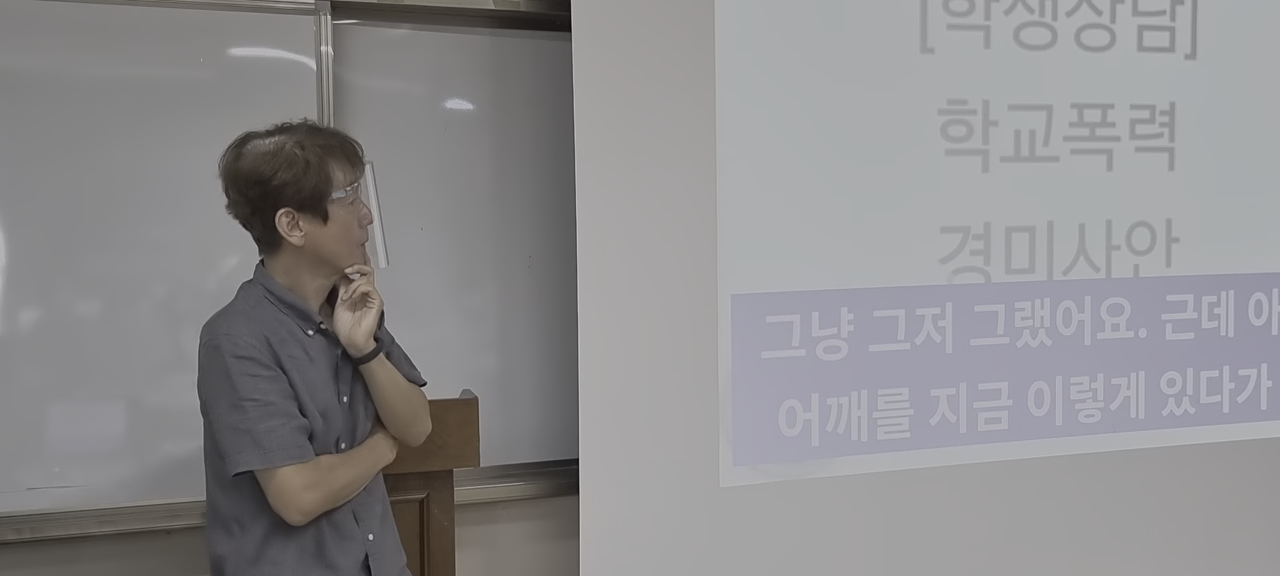 [학생상담]
학교폭력
경미사안
그냥 그저 그랬어요. 근데 아
어깨를 지금 이렇게 있다가